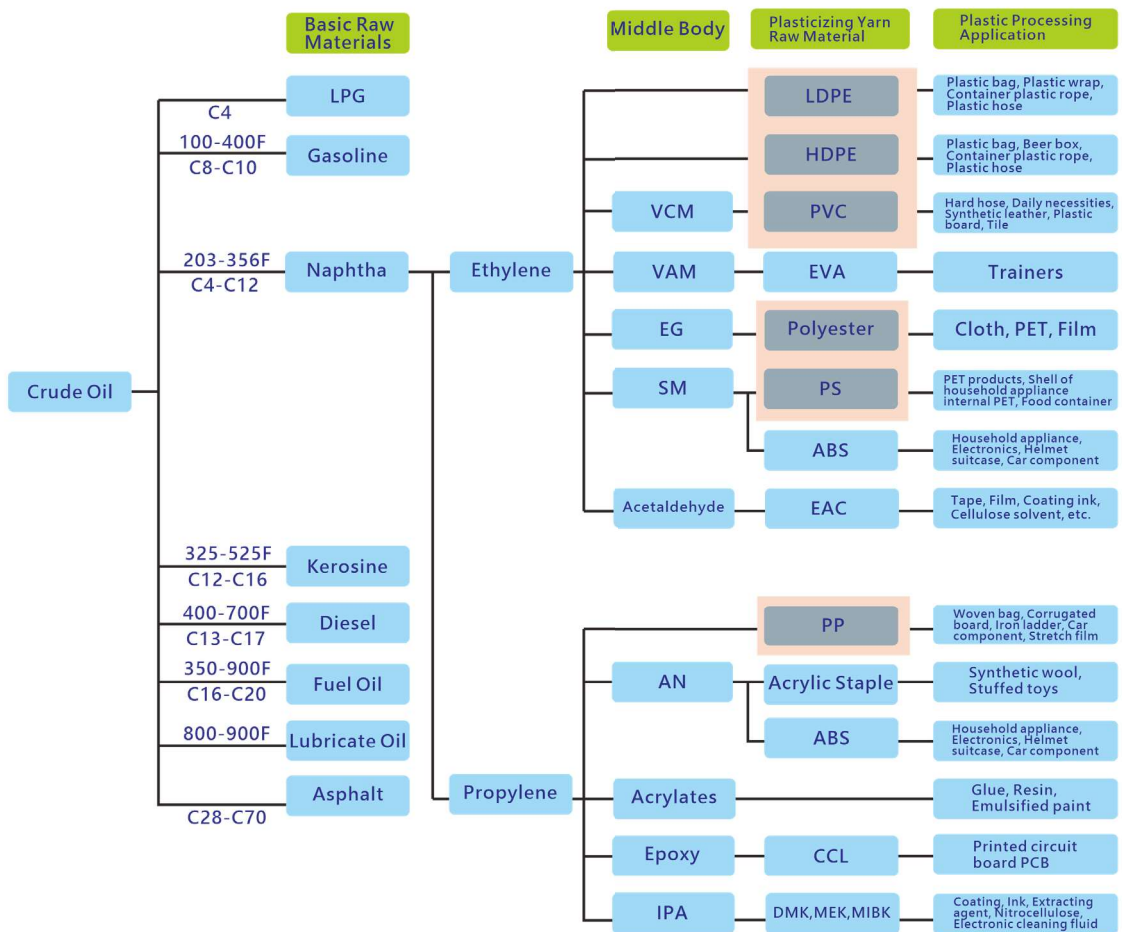 Basic Raw
Materials
Middle Body
Plasticizing Yarn
Raw Material
Plastic Processing
Application
LPG
C4
100-400F
Gasoline
C8-C10
203-356F
Naphtha
C4-C12
Ethylene
LDPE
Plastic bag, Plastic wrap,
Container plastic rope,
Plastic hose
HDPE
Plastic bag, Beer box,
Container plastic rope,
Plastic hose
VCM
PVC
Hard hose, Daily necessities,
Synthetic leather, Plastic
board, Tile
VAM
EVA
Trainers
EG
Polyester
Cloth, PET, Film
Crude Oil
SM
PS
PET products, Shell of
household appliance
internal PET, Food container
ABS
Household appliance,
Electronics, Helmet
suitcase, Car component
Acetaldehyde
EAC
Tape, Film, Coating ink,
Cellulose solvent, etc.
325-525F
Kerosine
C12-C16
400-700F
Diesel
C13-C17
350-900F
Fuel Oil
C16-C20
800-900F
Lubricate Oil
Asphalt
C28-C70
Propylene
PP
Woven bag, Corrugated
board, Iron ladder, Car
component, Stretch film
AN
Acrylic Staple
Synthetic wool,
Stuffed toys
ABS
Household appliance,
Electronics, Helmet
suitcase, Car component
Acrylates
Glue, Resin,
Emulsified paint
Epoxy
CCL
Printed circuit
board PCB
IPA
DMK,MEK,MIBK
Coating, Ink, Extracting
agent, Nitrocellulose,
Electronic cleaning fluid